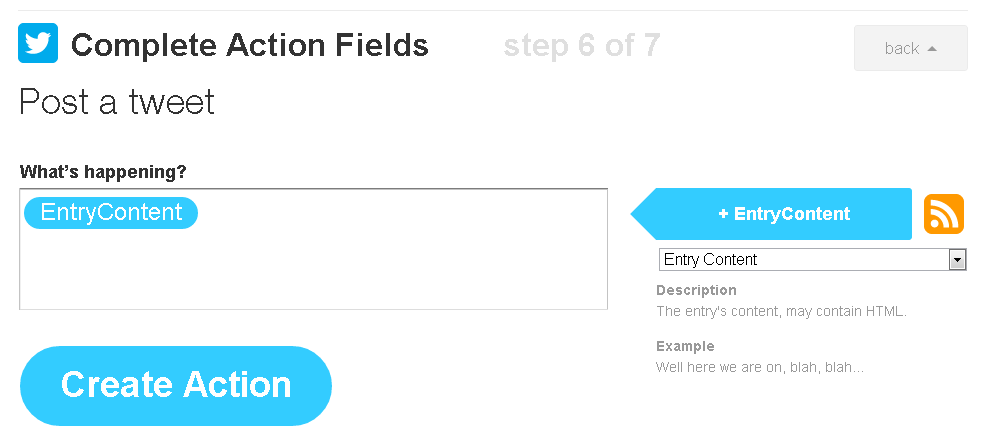 Complete Action Fields step 6 of 7 back
Post a tweet
What's happening?
EntryContent
+ EntryContent
Entry Content
Description
The entry's content, may contain HTML.
Example
Well here we are on, blah, blah...
Create Action